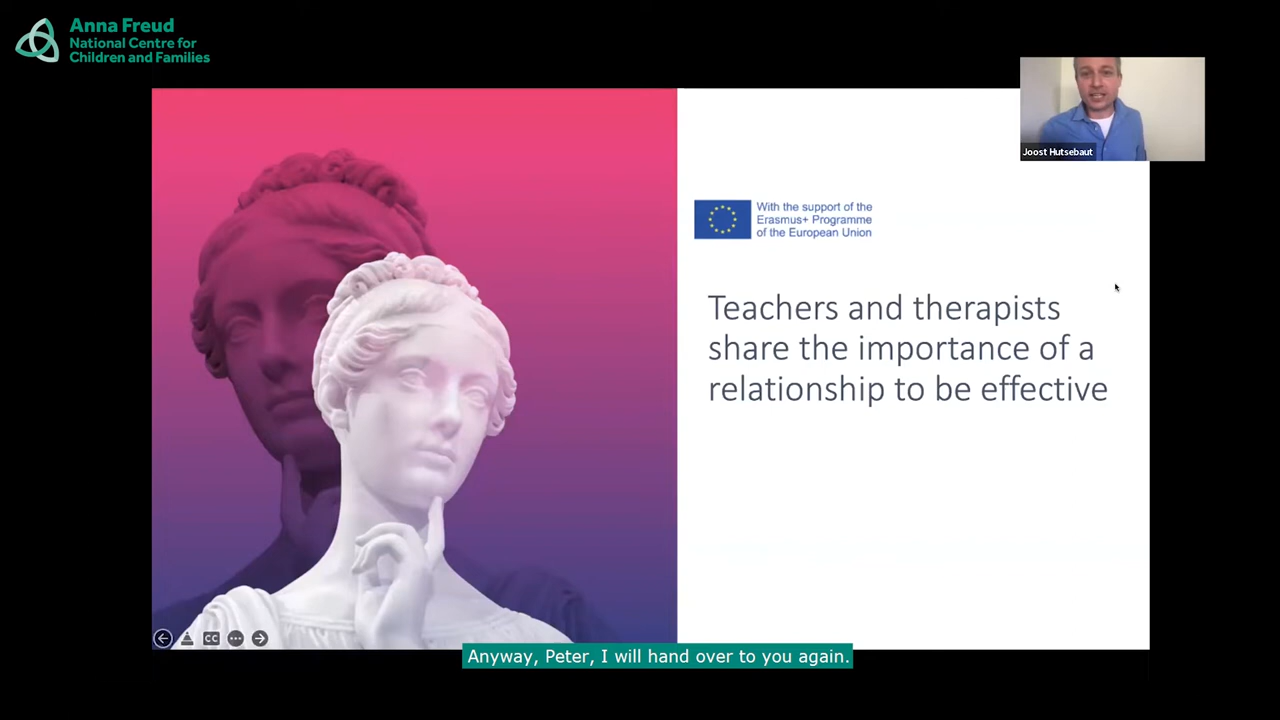 Anna Freud
National Centre for
Children and Families
Joost Hutsebaut
With the support of the
Erasmus+ Programme
of the European Union
Teachers and therapists
share the importance of a
relationship to be effective
CC
Anyway, Peter, I will hand over to you again.